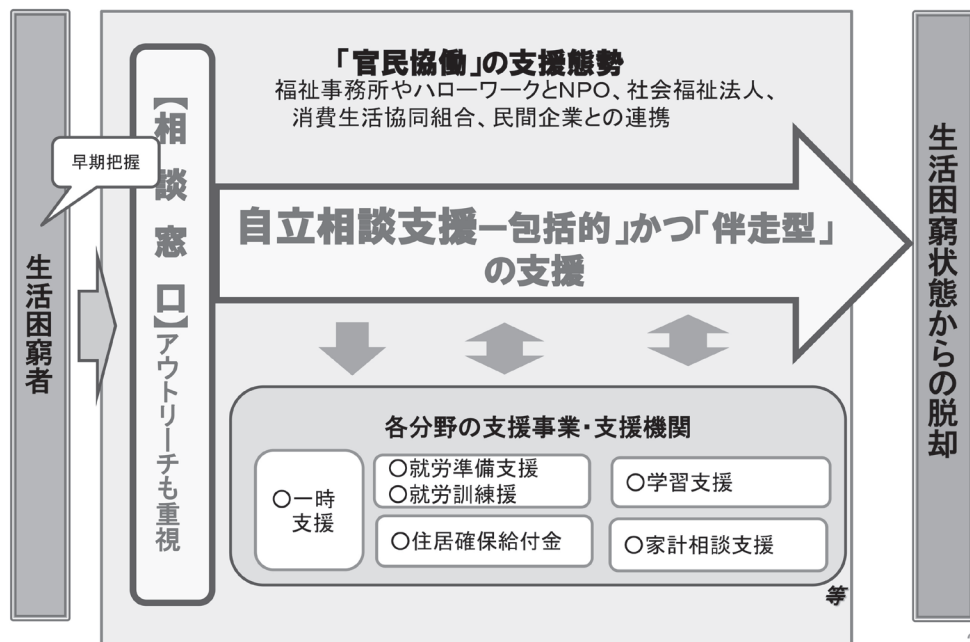 「官民協働」の支援態勢
福祉事務所やハローワークとNPO、社会福祉法人、
消費生活協同組合、民間企業との連携
早期把握
生活困窮者
【相談窓口】アウトリーチも重視
自立相談支援―包括的」かつ「伴走型」
の支援
各分野の支援事業・支援機関
○一時
支援
○就労準備支援
○就労訓練援
○住居確保給付金
○学習支援
○家計相談支援
等
生活困窮状態からの脱却